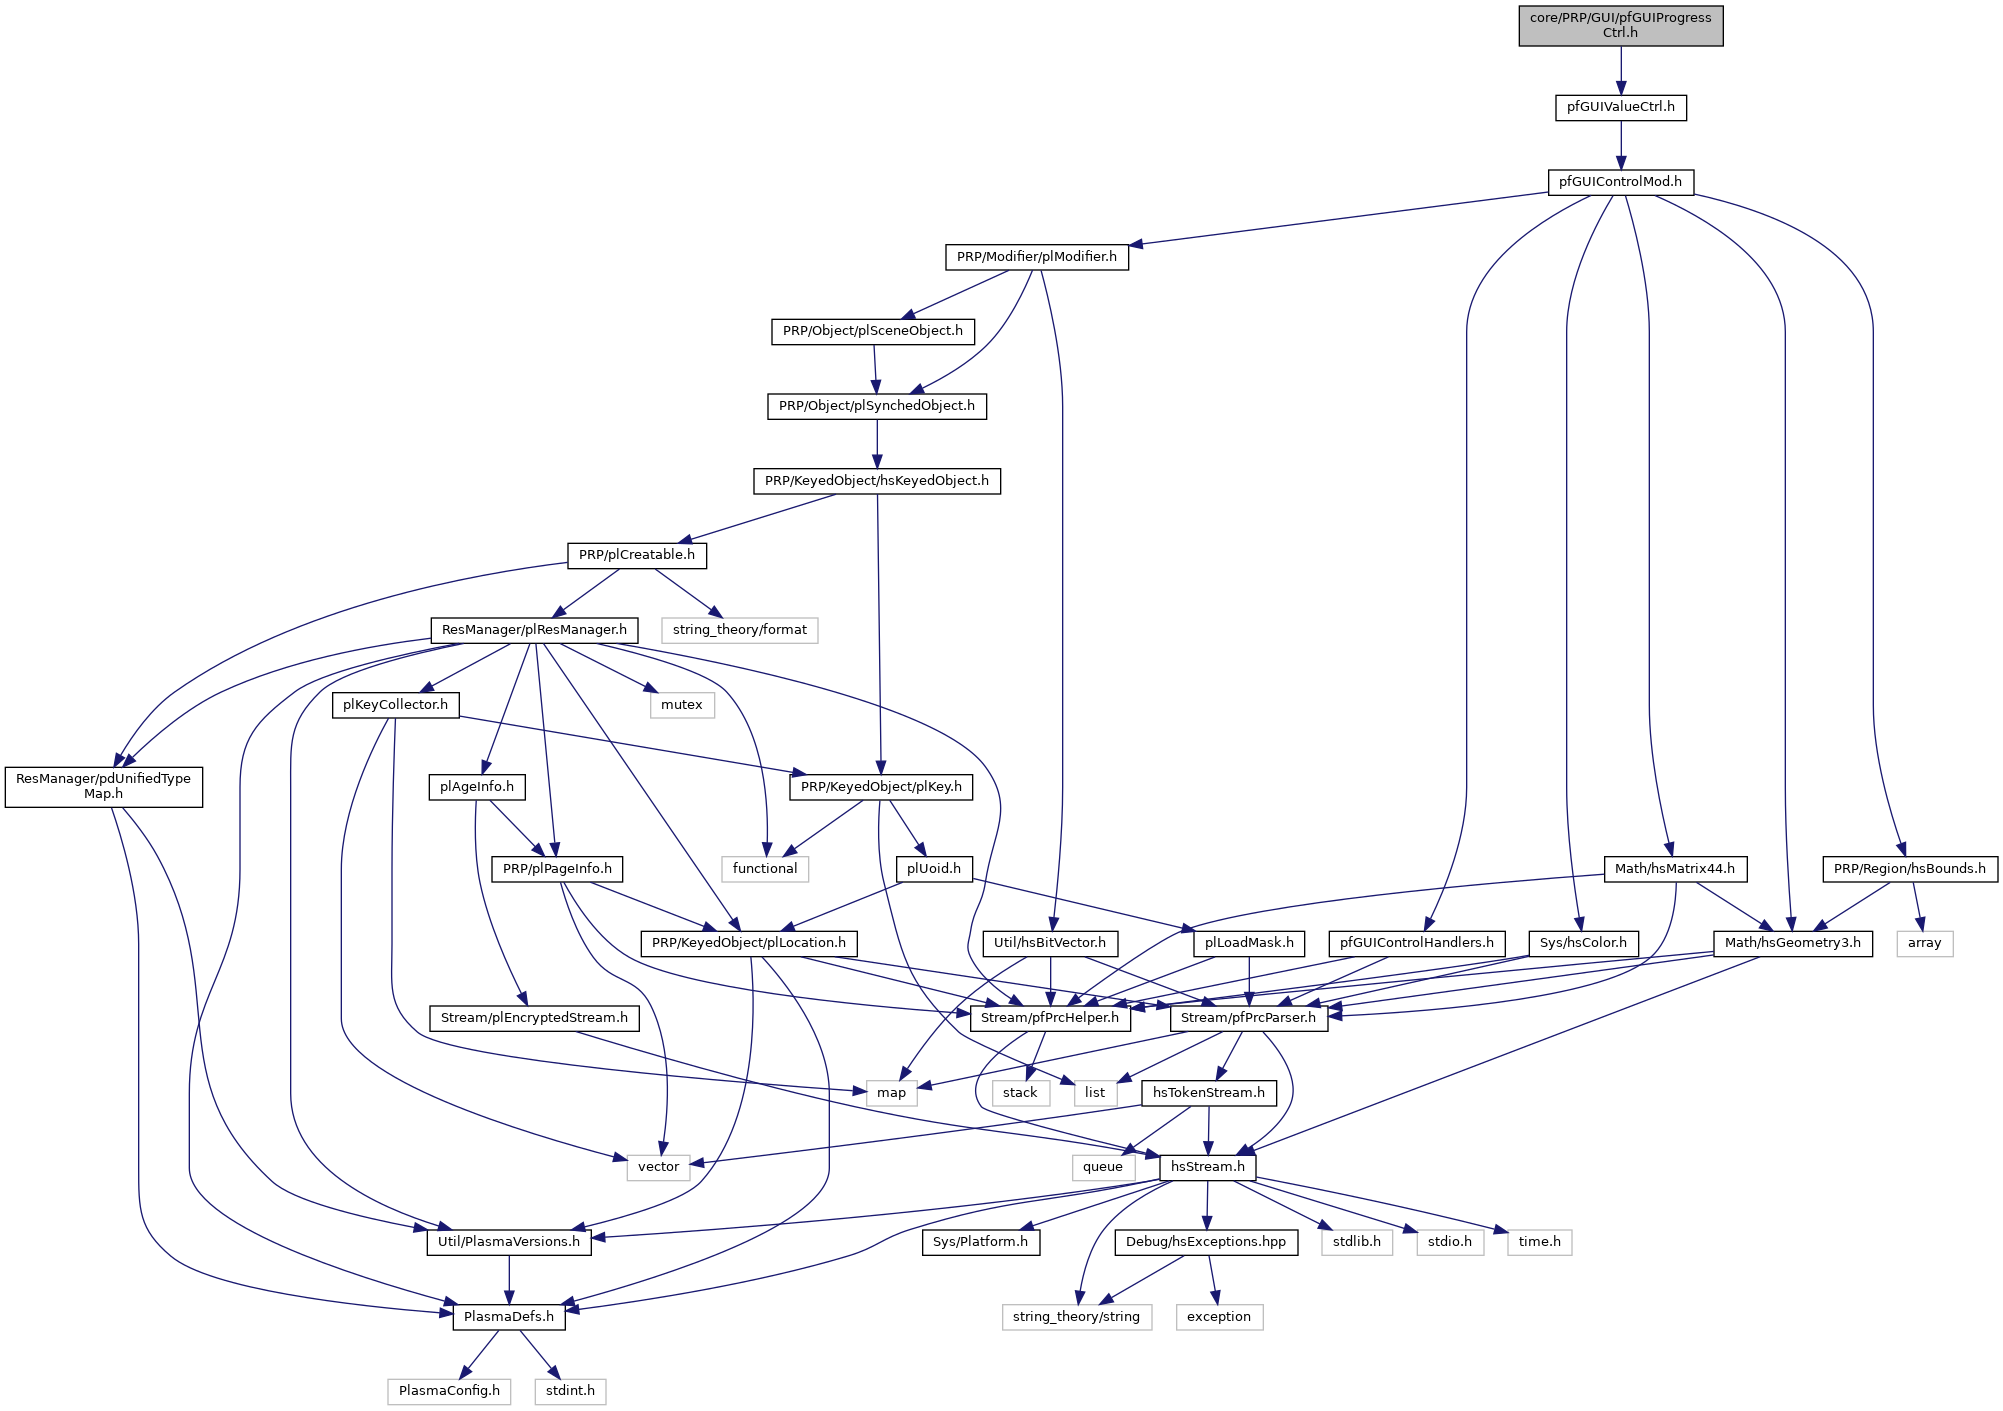 core/PRP/GUI/pfGUIProgress
Ctrl.h
pfGUIValueCtrl.h
pfGUIControlMod.h
PRP/Modifier/plModifier.h
PRP/Object/plSceneObject.h
PRP/Object/plSynchedObject.h
PRP/KeyedObject/hsKeyedObject.h
PRP/plCreatable.h
ResManager/plResManager.h
string_theory/format
plKeyCollector.h
mutex
ResManager/pdUnifiedType
Map.h
plAgeInfo.h
PRP/KeyedObject/plKey.h
PRP/plPageInfo.h
functional
plUoid.h
Math/hsMatrix44.h
PRP/Region/hsBounds.h
PRP/KeyedObject/plLocation.h
Util/hsBitVector.h
plLoadMask.h
pfGUIControlHandlers.h
Sys/hsColor.h
Math/hsGeometry3.h
array
Stream/plEncryptedStream.h
Stream/pfPrcHelper.h
Stream/pfPrcParser.h
map
stack
list
hsTokenStream.h
vector
queue
hsStream.h
Util/PlasmaVersions.h
Sys/Platform.h
Debug/hsExceptions.hpp
stdlib.h
stdio.h
time.h
PlasmaDefs.h
string_theory/string
exception
PlasmaConfig.h
stdint.h